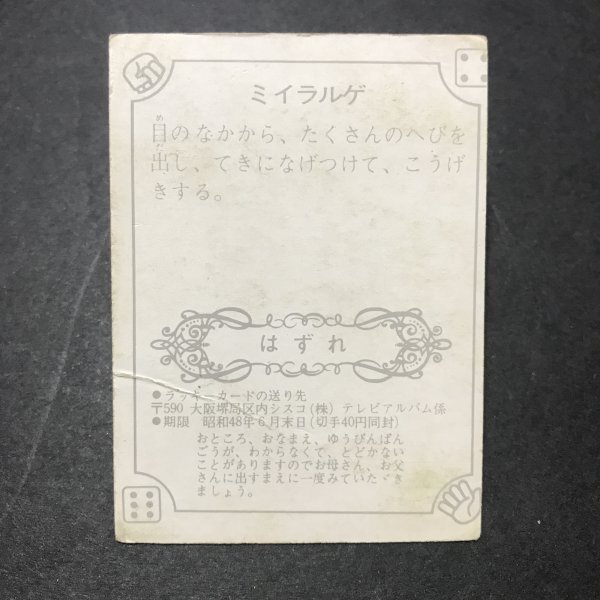 ミイラルゲ
目のなかから、たくさんのへびを
出し、てきになげつけて、こうげ
きする。
はずれ
●ラッキーカードの送り先
〒590 大阪堺局区内シスコ(株) テレビアルバム係
●期限 昭和48年6月末日(切手40円同封)
おところ、おなまえ、ゆうびんばん
ごうが、わからなくて、とどかない
ことがありますのでお母さん、お父
さんに出すまえに一度みていたゞき
ましょう。